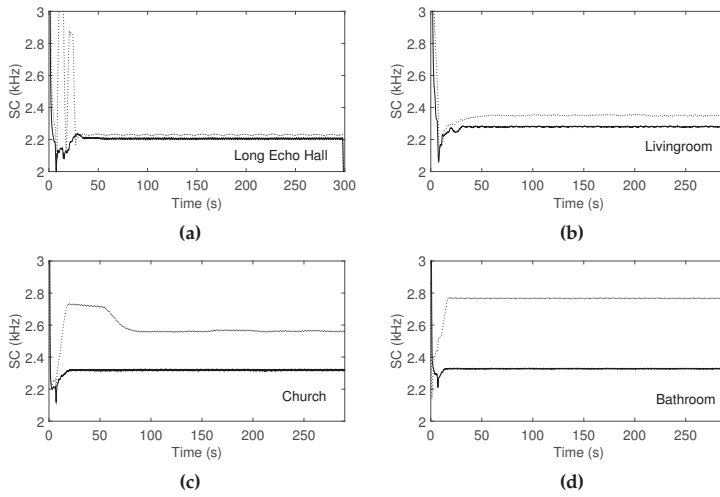 3
2.8
2.6
2.4
2.2
2
SC (kHz)
0 50 100 150 200 250 300
Time (s)
Long Echo Hall
(a)
3
2.8
2.6
2.4
2.2
2
SC (kHz)
0 50 100 150 200 250
Time (s)
Livingroom
(b)
3
2.8
2.6
2.4
2.2
2
SC (kHz)
0 50 100 150 200 250
Time (s)
Church
(c)
3
2.8
2.6
2.4
2.2
2
SC (kHz)
0 50 100 150 200 250
Time (s)
Bathroom
(d)